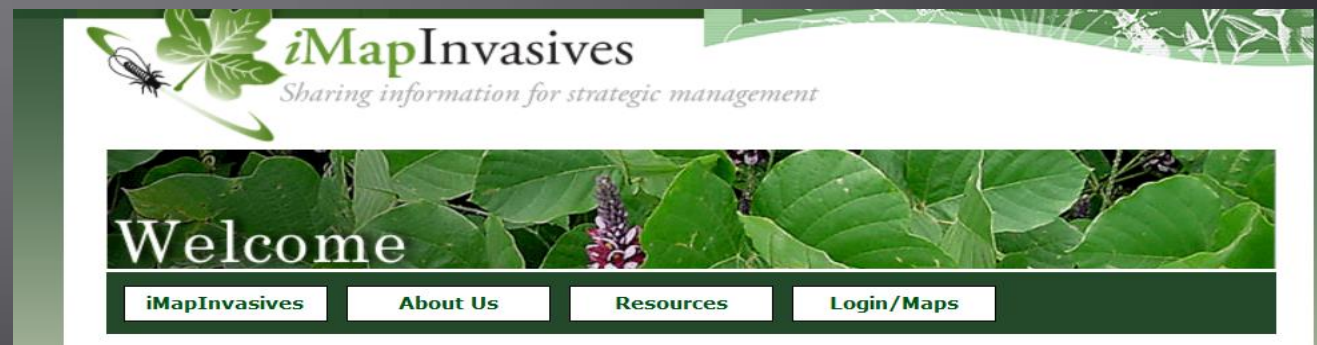 iMapInvasives
Sharing information for strategic management
Welcome
iMapInvasives About Us Resources Login/Maps